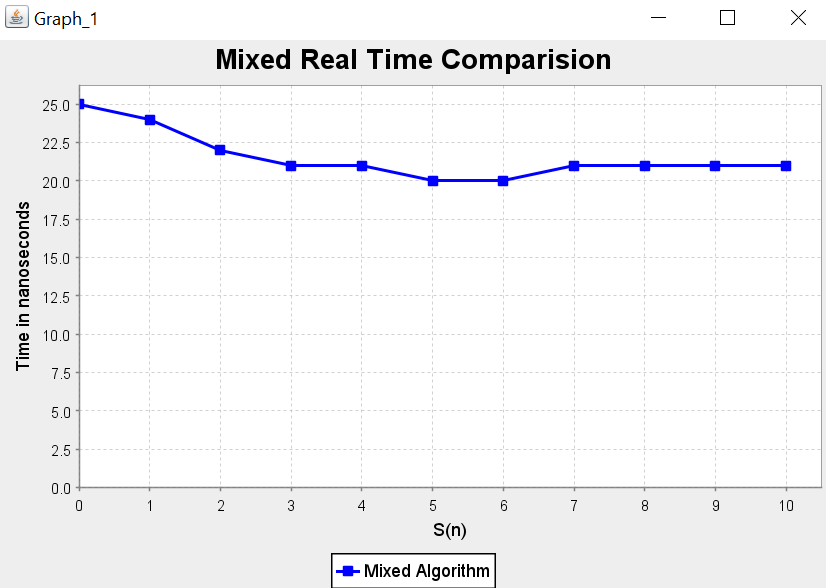 Graph_1
Mixed Real Time Comparision
Time in nanoseconds
25.0
22.5
20.0
17.5
15.0
12.5
10.0
7.5
5.0
2.5
0.0
0 1 2 3 4 5 6 7 8 9 10
S(n)
Mixed Algorithm